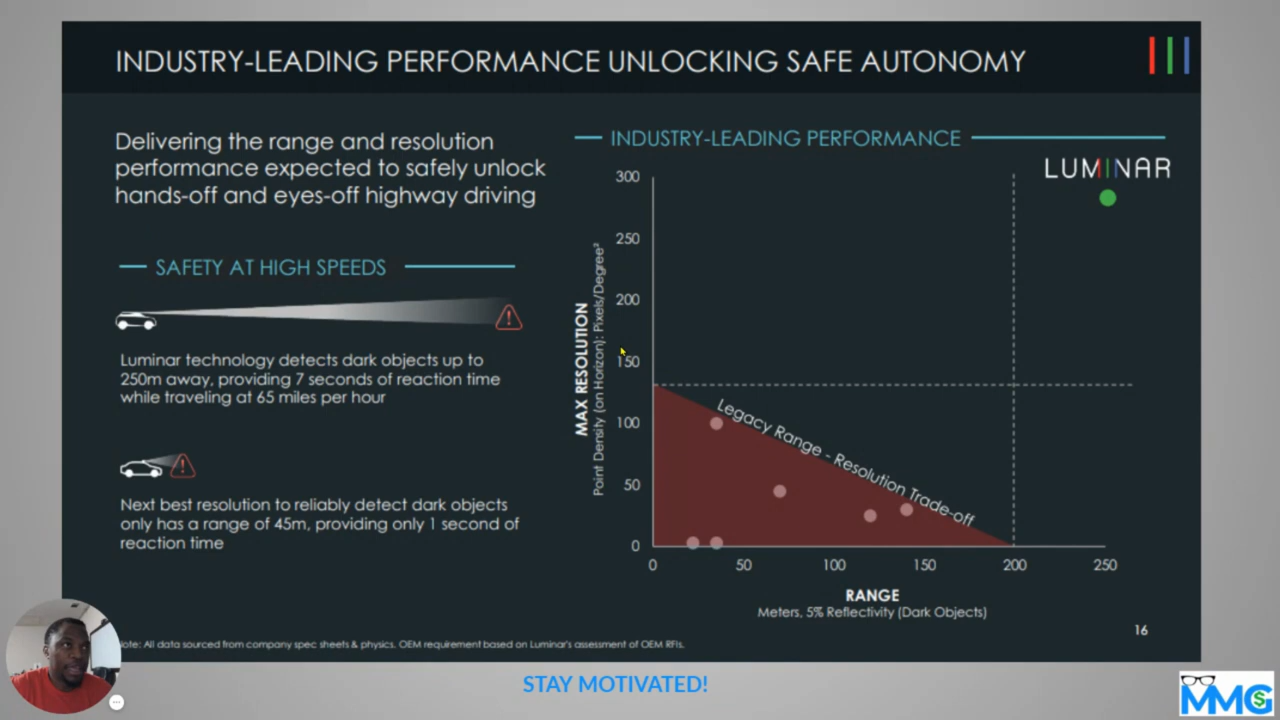 INDUSTRY-LEADING PERFORMANCE UNLOCKING SAFE AUTONOMY
Delivering the range and resolution
performance expected to safely unlock
hands-off and eyes-off highway driving
SAFETY AT HIGH SPEEDS
Luminar technology detects dark objects up to
250m away, providing 7 seconds of reaction time
while traveling at 65 miles per hour
Next best resolution to reliably detect dark objects
only has a range of 45m, providing only 1 second of
reaction time
INDUSTRY-LEADING PERFORMANCE
LUMINAR
300
250
200
150
100
50
0
MAX RESOLUTION
Point Density (on Horizon): Pixels/Degree²
Legacy Range - Resolution Trade-off
0 50 100 150 200 250
RANGE
Meters, 5% Reflectivity (Dark Objects)
16
ote: All data sourced from company spec sheets & physics. OEM requirement based on Luminar's assessment of OEM RFIs.
STAY MOTIVATED!
MMG
$